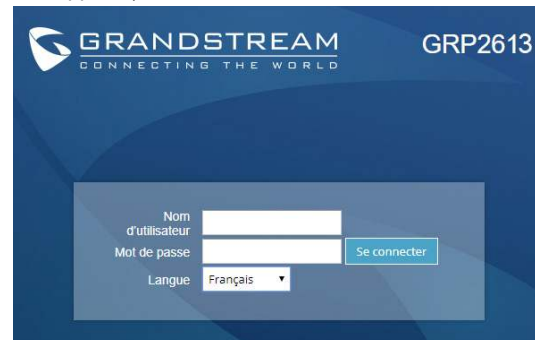 GRANDSTREAM
CONNECTING THE WORLD
GRP2613
Nom
d'utilisateur
Mot de passe
Se connecter
Langue
Français